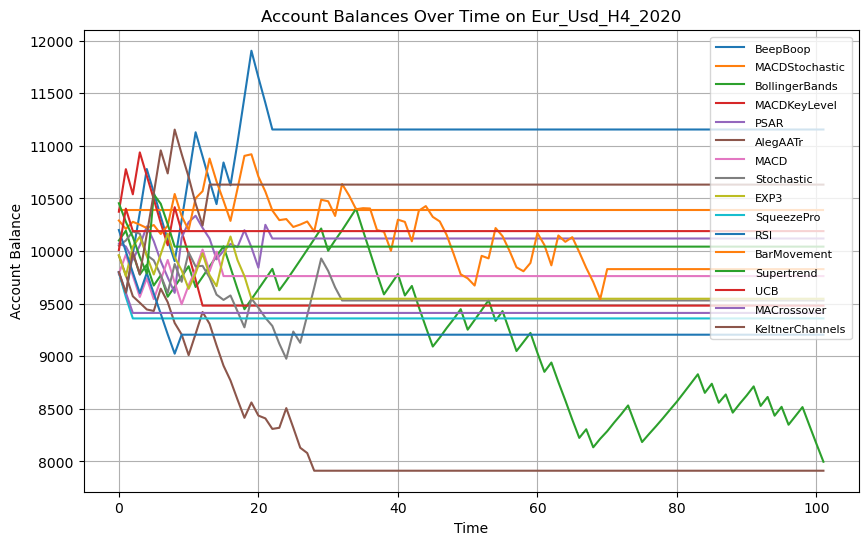 Account Balances Over Time on Eur_Usd_H4_2020
12000
11500
11000
10500
10000
9500
9000
8500
8000
Account Balance
0
20
40
60
80
100
Time
BeepBoop
MACDStochastic
BollingerBands
MACDKeyLevel
PSAR
AlegAATr
MACD
Stochastic
EXP3
SqueezePro
RSI
BarMovement
Supertrend
UCB
MACrossover
KeltnerChannels